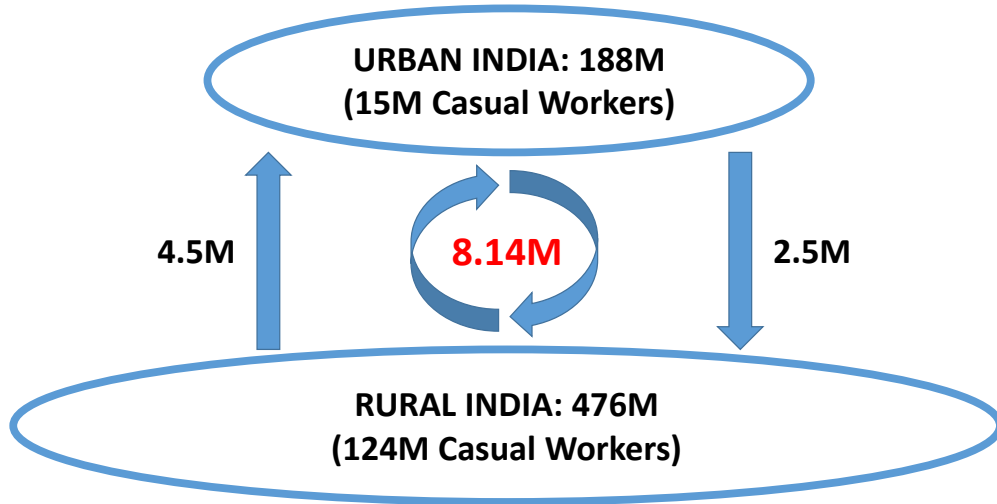 URBAN INDIA: 188M
(15M Casual Workers)
4.5M
8.14M
2.5M
RURAL INDIA: 476M
(124M Casual Workers)